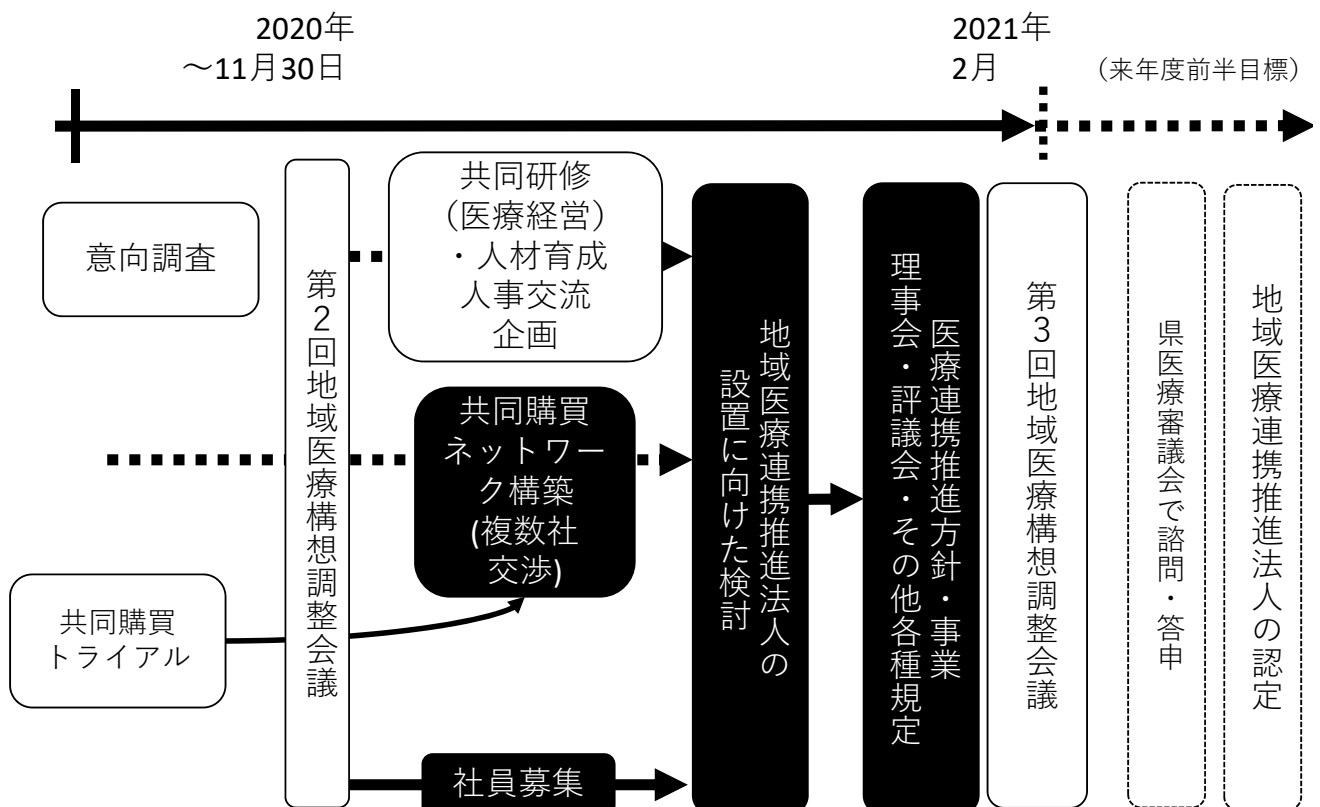 2020年
～11月30日
2021年
2月
（来年度前半目標）
意向調査
共同購買
トライアル
第２回地域医療構想調整会議
共同研修
（医療経営）
・人材育成
人事交流
企画
共同購買
ネットワー
ク構築
(複数社
交渉)
社員募集
地域医療連携推進法人の
設置に向けた検討
医療連携推進方針・事業
理事会・評議会・その他各種規定
第３回地域医療構想調整会議
県医療審議会で諮問・答申
地域医療連携推進法人の認定